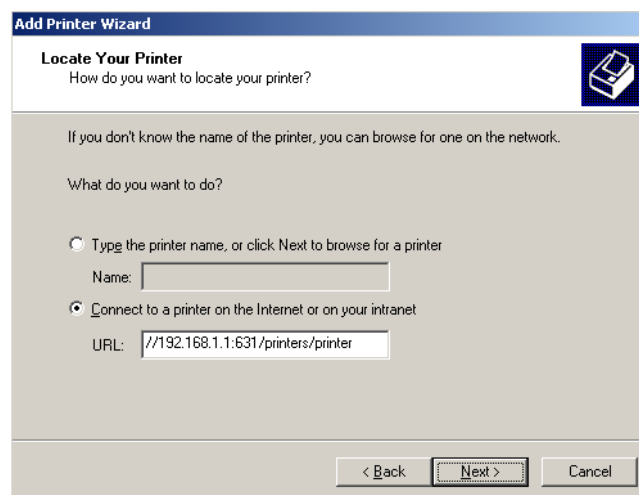 Add Printer Wizard
Locate Your Printer
How do you want to locate your printer?
If you don't know the name of the printer, you can browse for one on the network.
What do you want to do?
Type the printer name, or click Next to browse for a printer
Name:
Connect to a printer on the Internet or on your intranet
URL: //192.168.1.1:631/printers/printer
< Back Next > Cancel